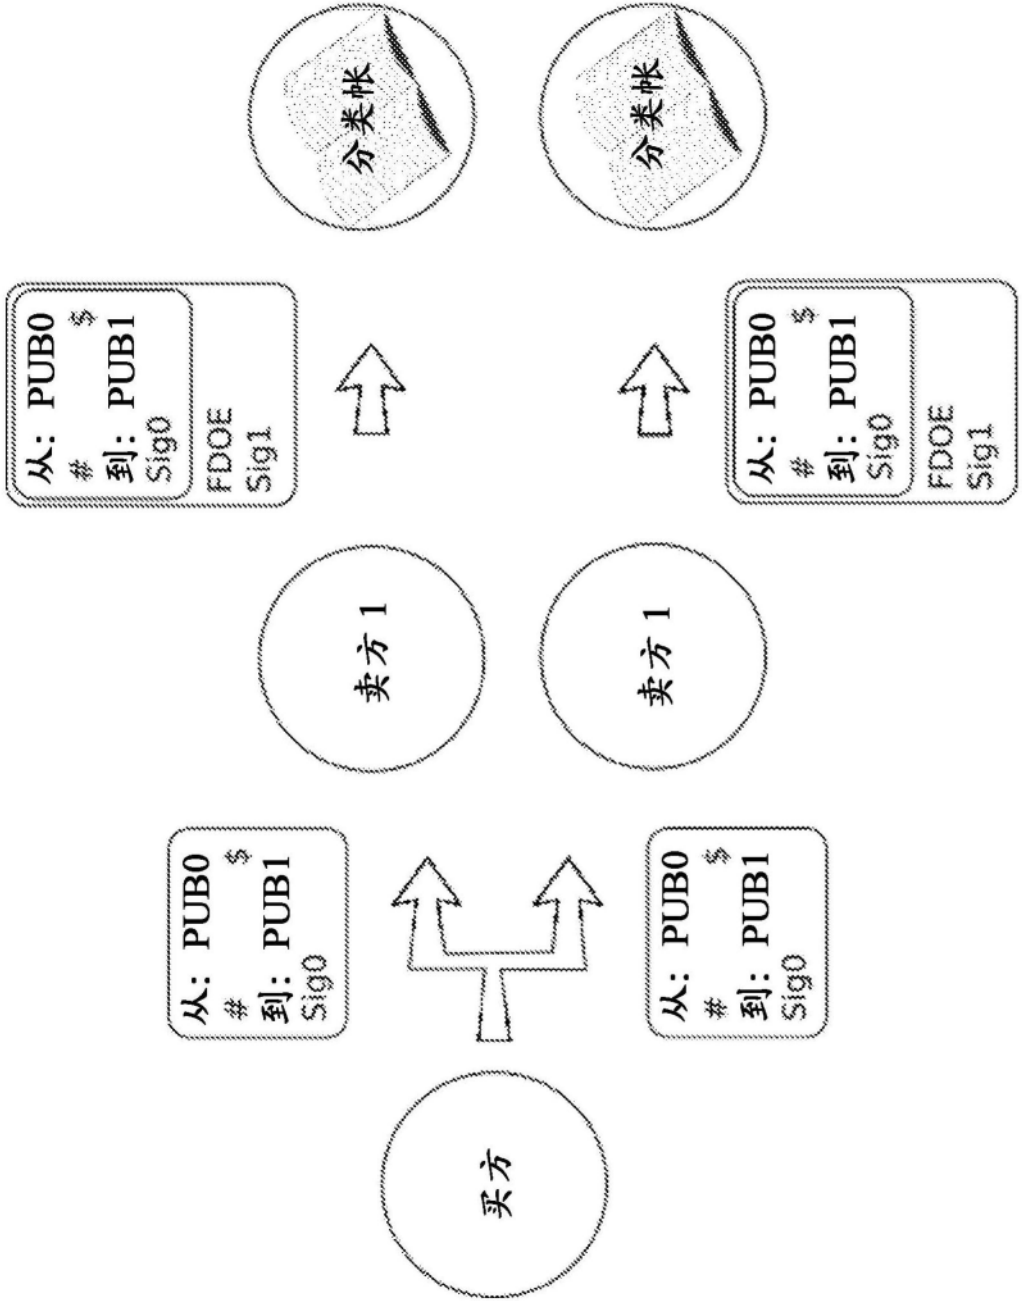 从: PUB0
# $
到: PUB1
Sig0
从: PUB0
# $
到: PUB1
Sig0
FDOE
Sig1
买方
卖方 1
分类帐
卖方 1
分类帐
从: PUB0
# $
到: PUB1
Sig0
从: PUB0
# $
到: PUB1
Sig0
FDOE
Sig1